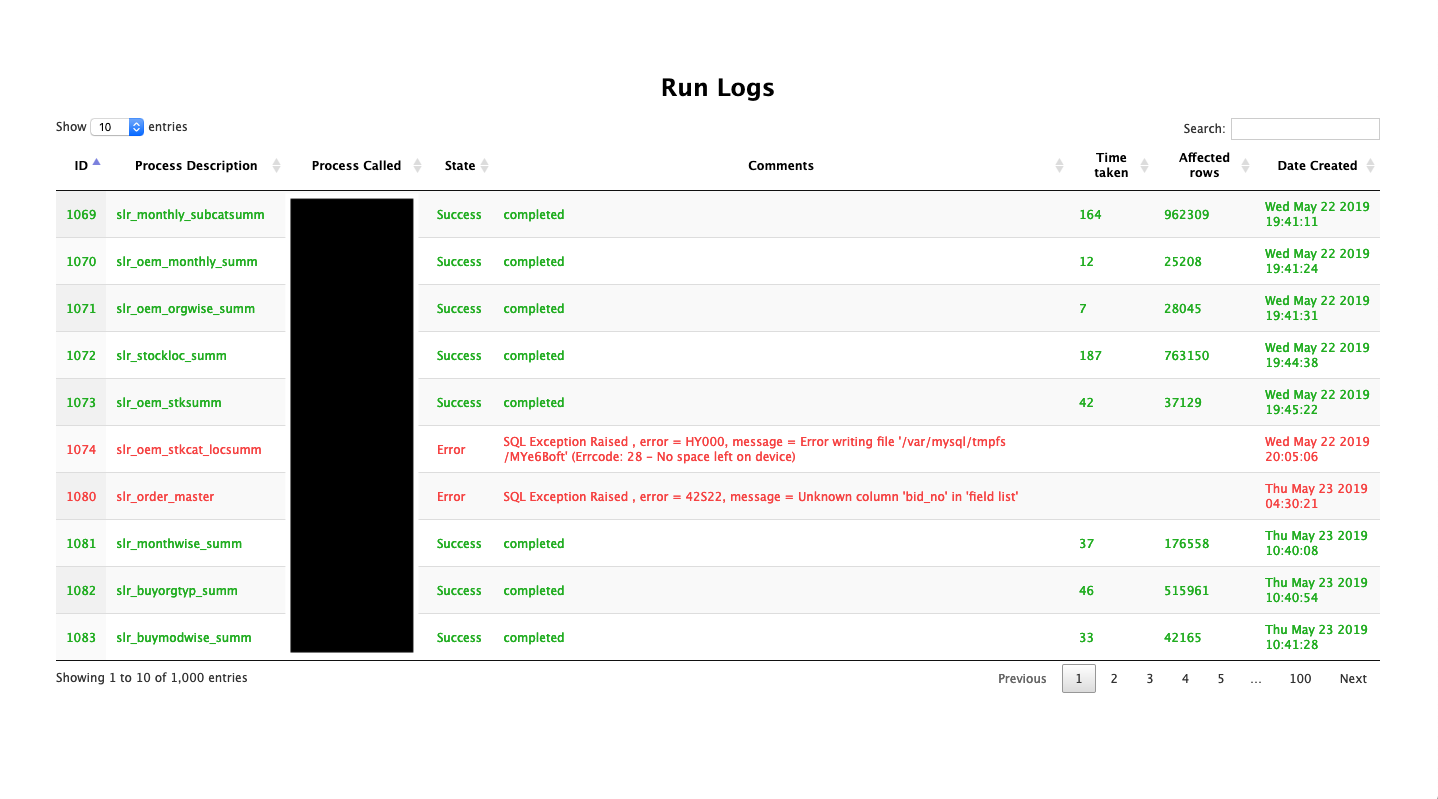 Run Logs
Show 10 entries
Search:
ID Process Description Process Called State Comments Time taken Affected rows Date Created
1069 slr_monthly_subcatsumm Success completed 164 962309 Wed May 22 2019 19:41:11
1070 slr_oem_monthly_summ Success completed 12 25208 Wed May 22 2019 19:41:24
1071 slr_oem_orgwise_summ Success completed 7 28045 Wed May 22 2019 19:41:31
1072 slr_stockloc_summ Success completed 187 763150 Wed May 22 2019 19:44:38
1073 slr_oem_stksumm Success completed 42 37129 Wed May 22 2019 19:45:22
1074 slr_oem_stkcat_locsumm Error SQL Exception Raised , error = HY000, message = Error writing file '/var/mysql/tmpfs /MYe6Boft' (Errcode: 28 - No space left on device) Wed May 22 2019 20:05:06
1080 slr_order_master Error SQL Exception Raised , error = 42S22, message = Unknown column 'bid_no' in 'field list' Thu May 23 2019 04:30:21
1081 slr_monthwise_summ Success completed 37 176558 Thu May 23 2019 10:40:08
1082 slr_buyorgtyp_summ Success completed 46 515961 Thu May 23 2019 10:40:54
1083 slr_buymodwise_summ Success completed 33 42165 Thu May 23 2019 10:41:28
Showing 1 to 10 of 1,000 entries
Previous 1 2 3 4 5 … 100 Next